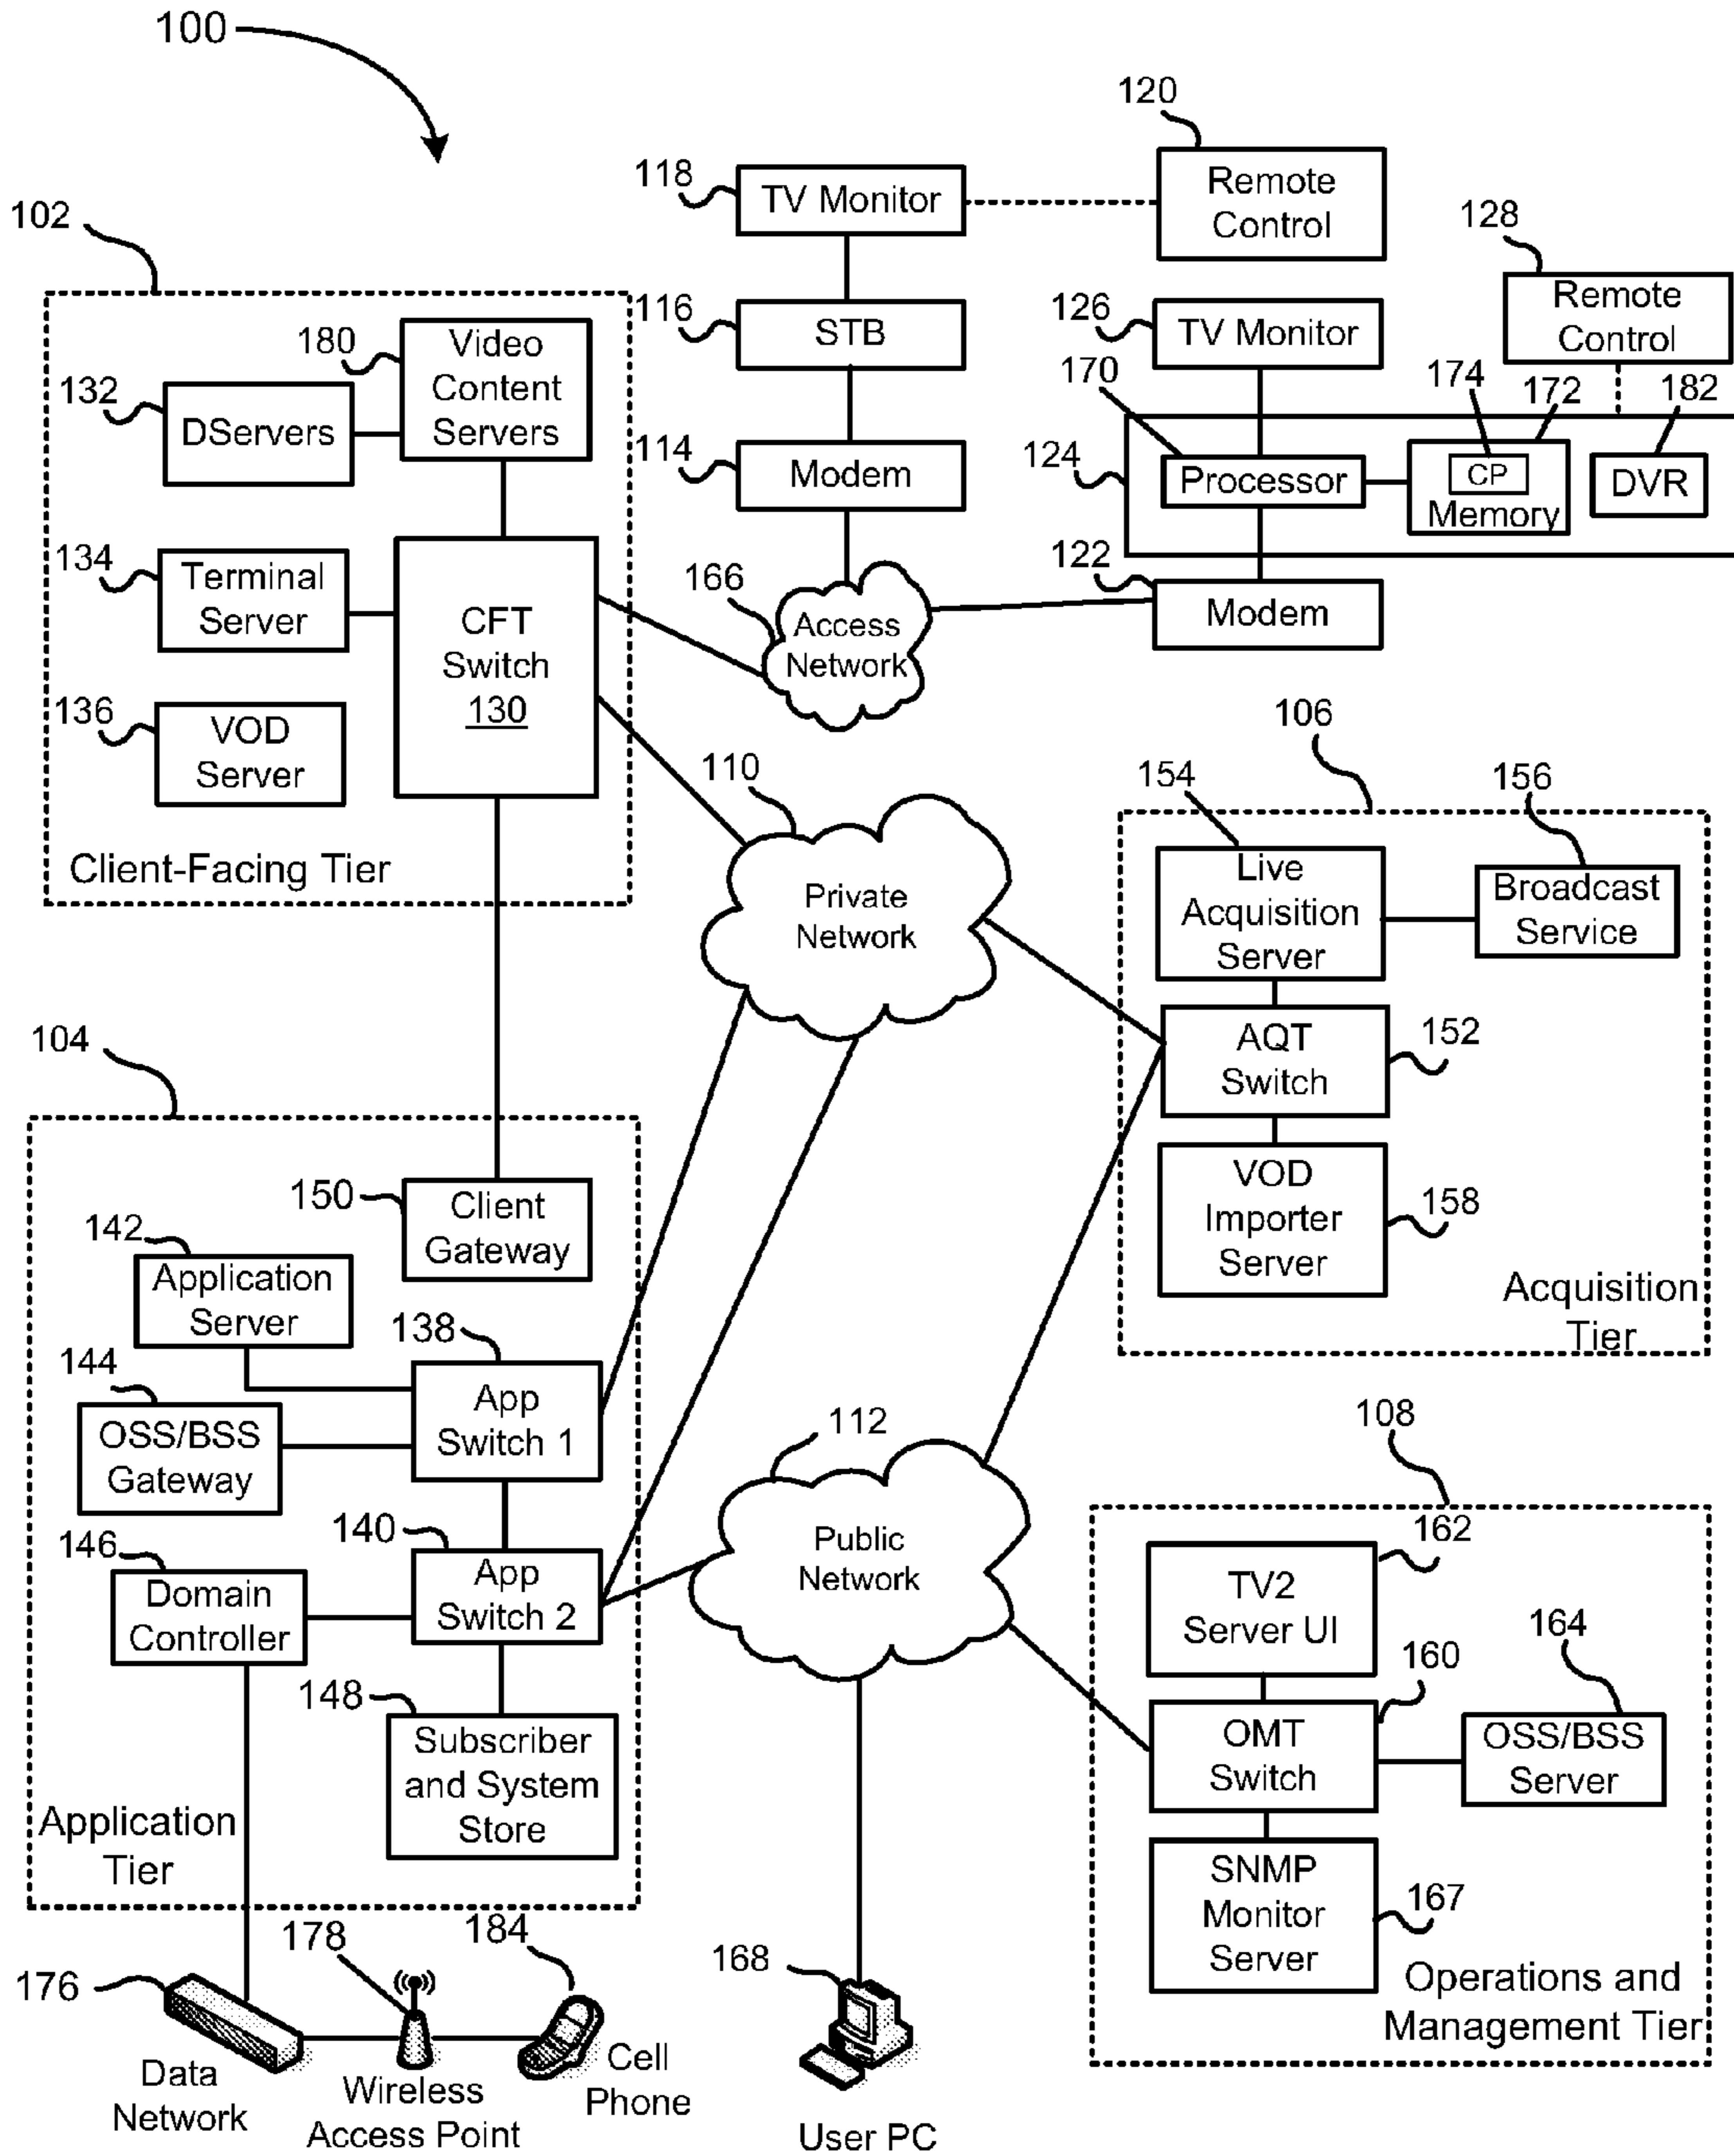 100
120
118
TV Monitor
Remote
Control
102
128
Remote
Control
116
STB
126
TV Monitor
180
Video
Content
Servers
132
DServers
170
174
172
182
114
Modem
124
Processor
CP
Memory
DVR
134
Terminal
Server
CFT
Switch
130
166
Access
Network
122
Modem
136
VOD
Server
Client-Facing Tier
110
Private
Network
106
154
156
Live
Acquisition
Server
Broadcast
Service
AQT
Switch
152
VOD
Importer
Server
158
Acquisition
Tier
104
150
Client
Gateway
142
Application
Server
138
App
Switch 1
144
OSS/BSS
Gateway
140
App
Switch 2
146
Domain
Controller
148
Subscriber
and System
Store
Application
Tier
112
Public
Network
108
162
TV2
Server UI
160
164
OMT
Switch
OSS/BSS
Server
SNMP
Monitor
Server
167
Operations and
Management Tier
176
Data
Network
178
Wireless
Access Point
184
Cell
Phone
168
User PC